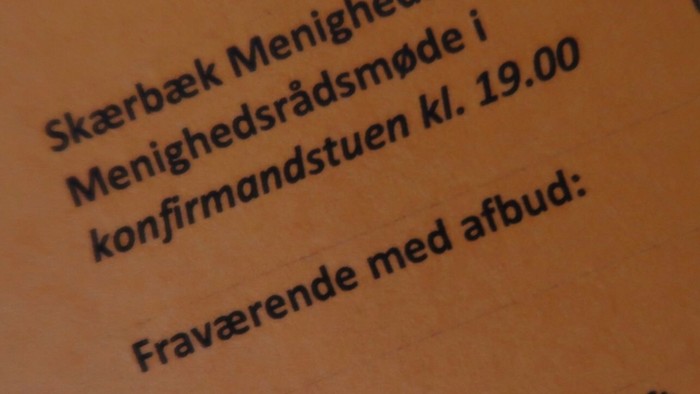 Skærbæk
Menighedsrådsmøde i
konfirmandstuen kl. 19.00
Fraværende med afbud: